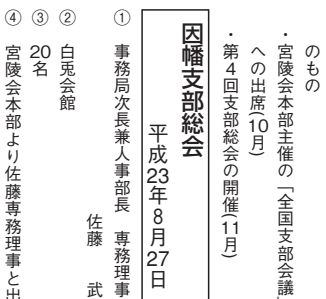 のもの
・宮陵会本部主催の「全国支部会議」
への出席(10月)
・第4回支部総会の開催(11月)
因幡支部総会
平成23年8月27日
① 事務局次長兼人事部長 専務理事
佐藤 武
② 白兎会館
③ 20名
④ 宮陵会本部より佐藤専務理事と出